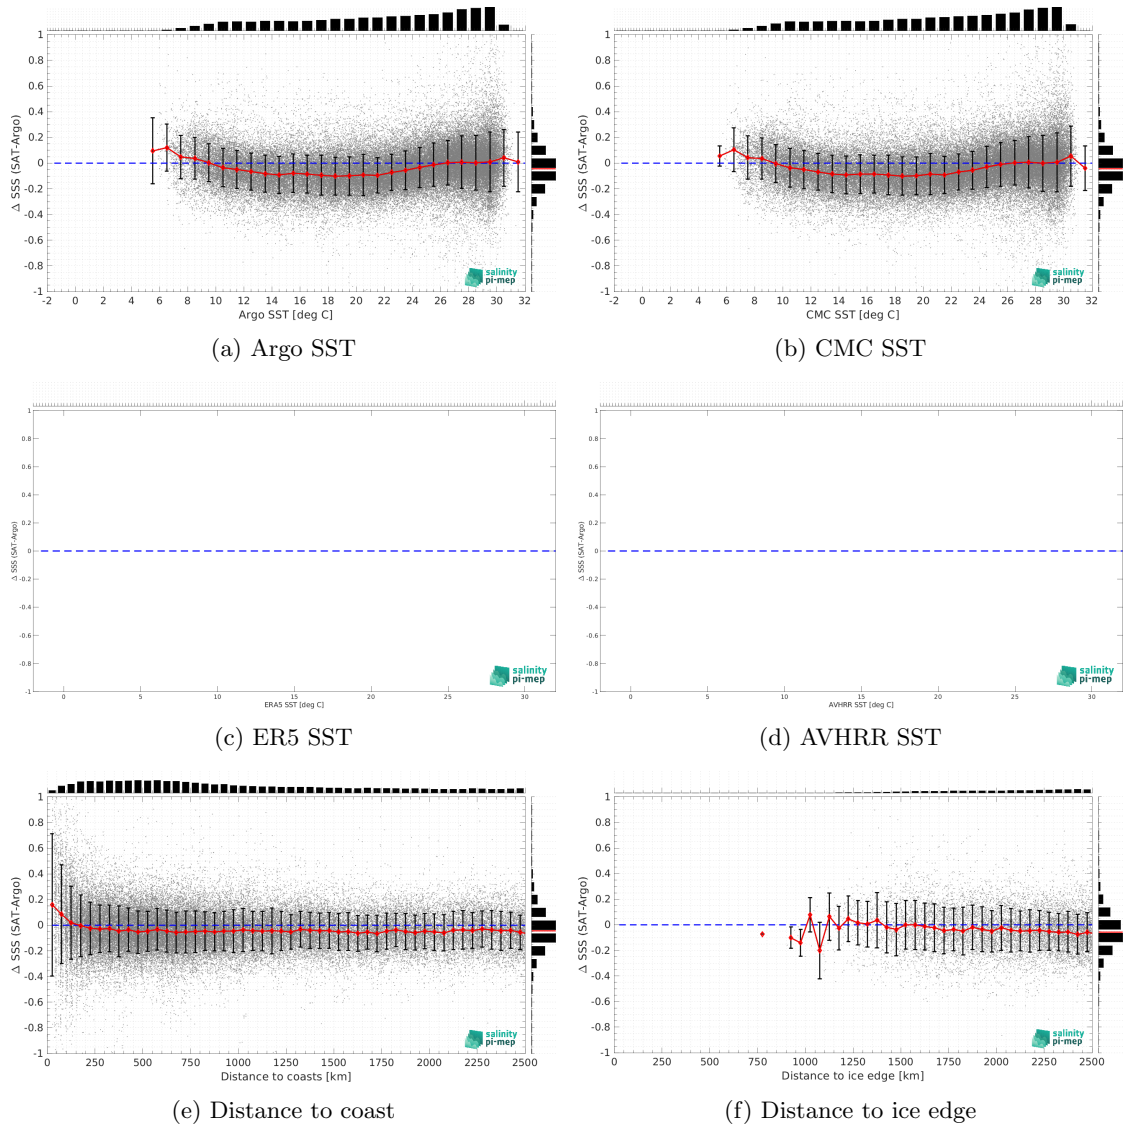 1
0.8
0.6
0.4
0.2
0
-0.2
-0.4
-0.6
-0.8
-1
Δ SSS (SAT-Argo)
-2 0 2 4 6 8 10 12 14 16 18 20 22 24 26 28 30 32
Argo SST [deg C]
salinity
pi-mep
(a) Argo SST
1
0.8
0.6
0.4
0.2
0
-0.2
-0.4
-0.6
-0.8
-1
Δ SSS (SAT-Argo)
-2 0 2 4 6 8 10 12 14 16 18 20 22 24 26 28 30 32
CMC SST [deg C]
salinity
pi-mep
(b) CMC SST
1
0.8
0.6
0.4
0.2
0
-0.2
-0.4
-0.6
-0.8
-1
Δ SSS (SAT-Argo)
0 5 10 15 20 25 30
ERA5 SST [deg C]
salinity
pi-mep
(c) ER5 SST
1
0.8
0.6
0.4
0.2
0
-0.2
-0.4
-0.6
-0.8
-1
Δ SSS (SAT-Argo)
0 5 10 15 20 25 30
AVHRR SST [deg C]
salinity
pi-mep
(d) AVHRR SST
1
0.8
0.6
0.4
0.2
0
-0.2
-0.4
-0.6
-0.8
-1
Δ SSS (SAT-Argo)
0 250 500 750 1000 1250 1500 1750 2000 2250 2500
Distance to coasts [km]
salinity
pi-mep
(e) Distance to coast
1
0.8
0.6
0.4
0.2
0
-0.2
-0.4
-0.6
-0.8
-1
Δ SSS (SAT-Argo)
0 250 500 750 1000 1250 1500 1750 2000 2250 2500
Distance to ice edge [km]
salinity
pi-mep
(f) Distance to ice edge